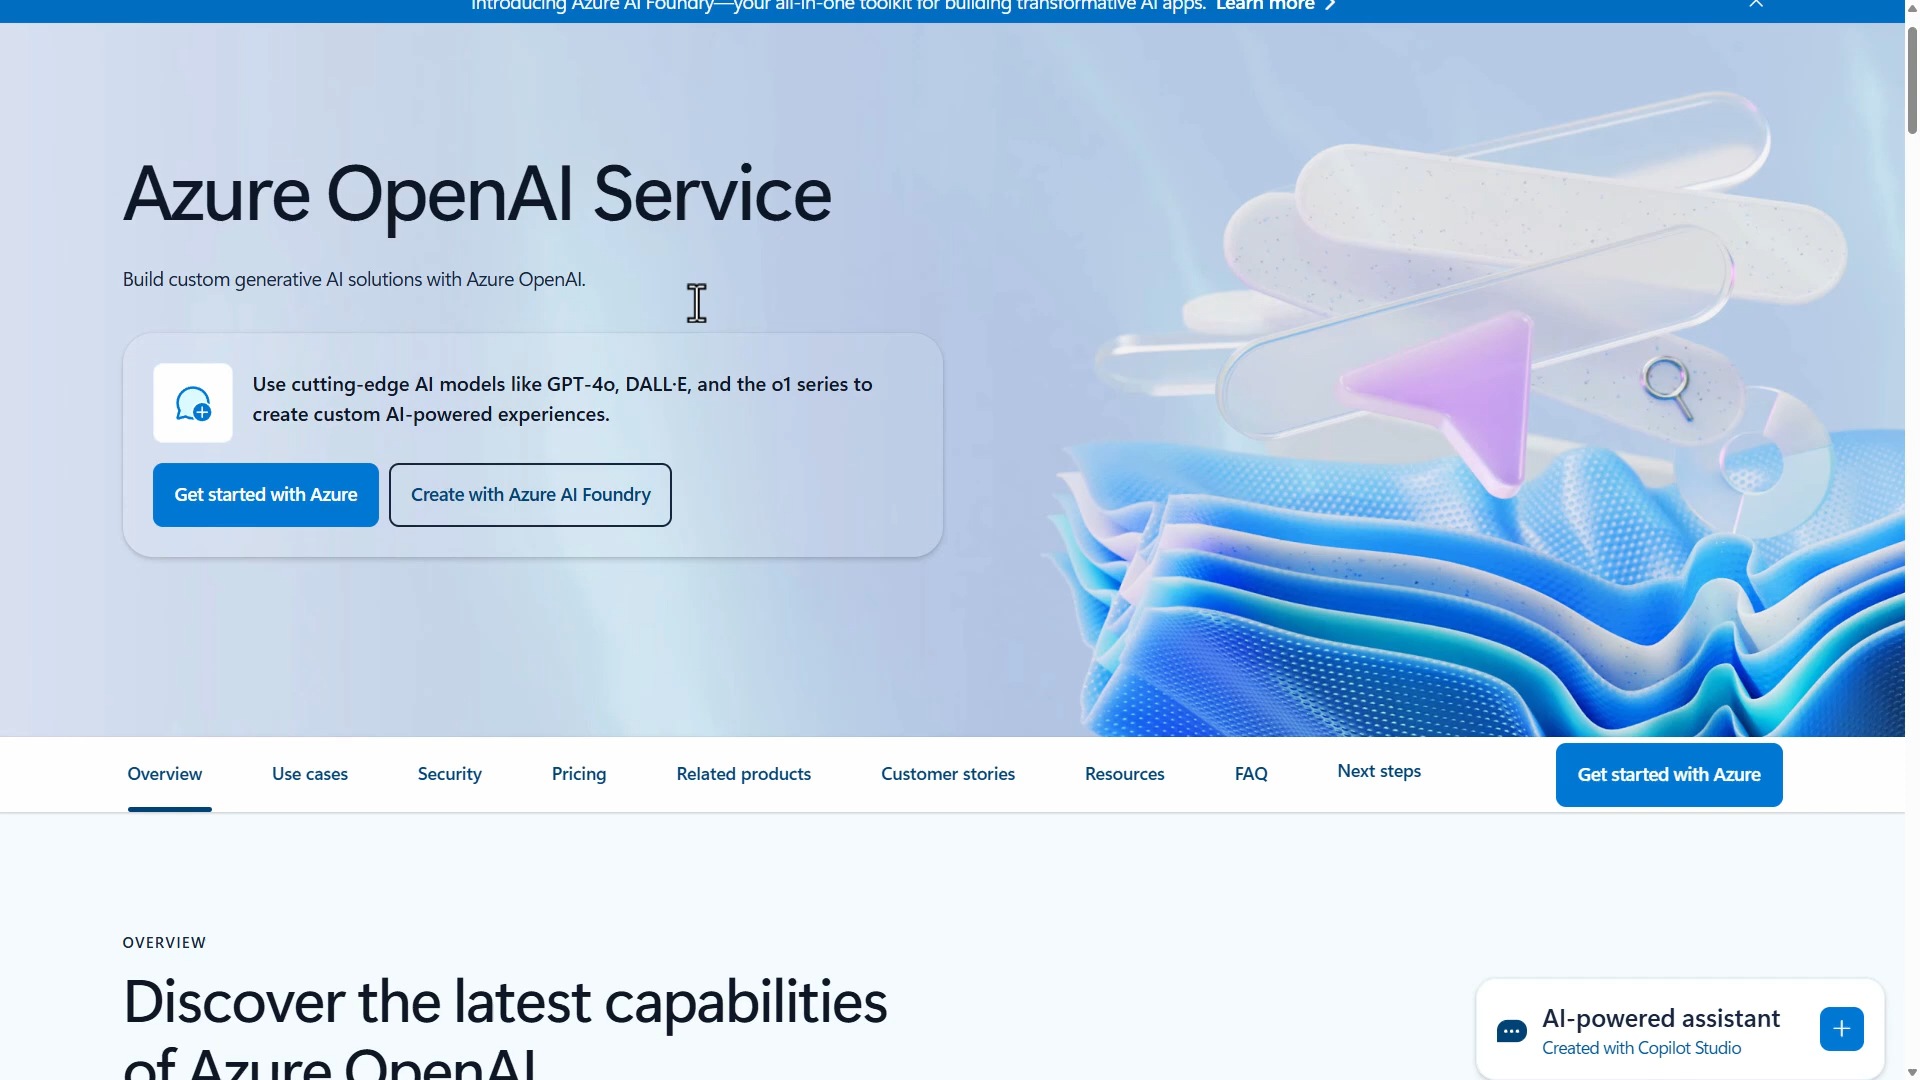 Introducing Azure AI Foundry—your all-in-one toolkit for building transformative AI apps. Learn more
Azure OpenAI Service
Build custom generative AI solutions with Azure OpenAI.
Use cutting-edge AI models like GPT-4o, DALL·E, and the o1 series to
create custom AI-powered experiences.
Get started with Azure
Create with Azure AI Foundry
Overview
Use cases
Security
Pricing
Related products
Customer stories
Resources
FAQ
Next steps
Get started with Azure
OVERVIEW
Discover the latest capabilities
of Azure OpenAI
AI-powered assistant
Created with Copilot Studio